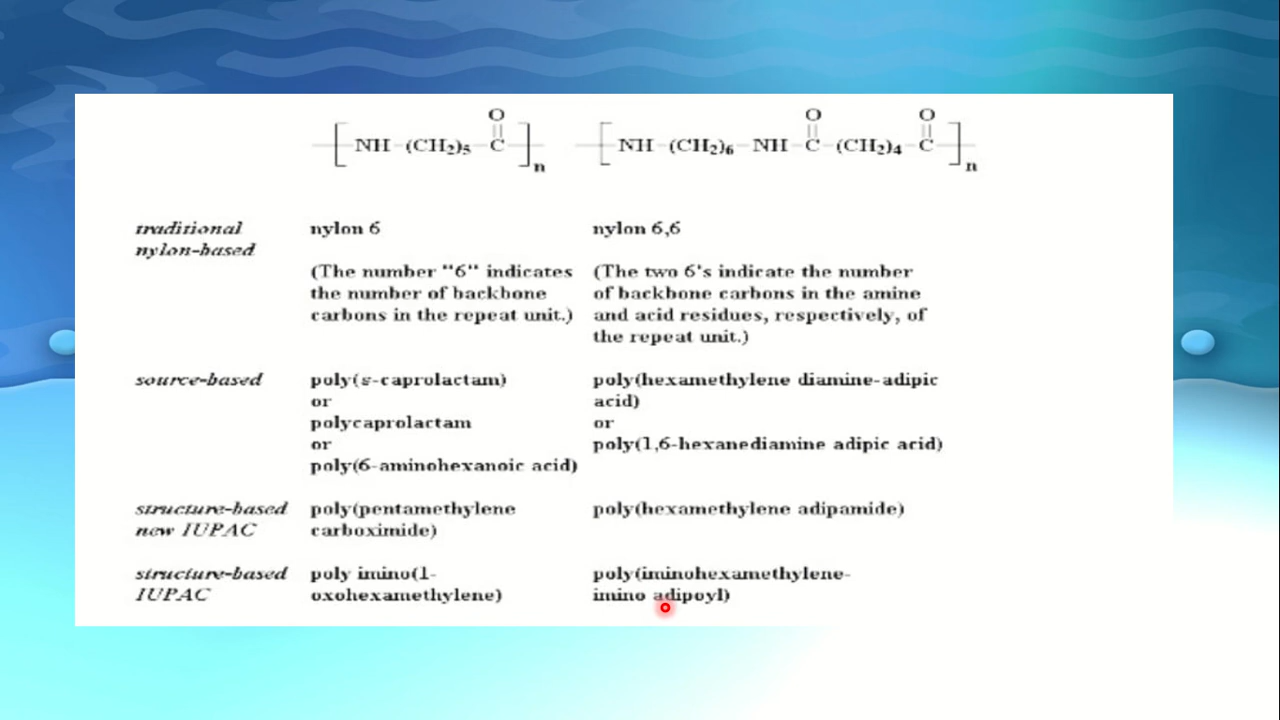 O O O
[ NH (CH₂)₅ C ]n [ NH (CH₂)₆ NH C (CH₂)₄ C ]n
traditional nylon-based
nylon 6
(The number "6" indicates
the number of backbone
carbons in the repeat unit.)
nylon 6,6
(The two 6's indicate the number
of backbone carbons in the amine
and acid residues, respectively, of
the repeat unit.)
source-based
poly(ε-caprolactam)
or
polycaprolactam
or
poly(6-aminohexanoic acid)
poly(hexamethylene diamine-adipic
acid)
or
poly(1,6-hexanediamine adipic acid)
structure-based
new IUPAC
poly(pentamethylene
carboximide)
poly(hexamethylene adipamide)
structure-based
IUPAC
poly imino(1-
oxohexamethylene)
poly(iminohexamethylene-
imino adipoyl)